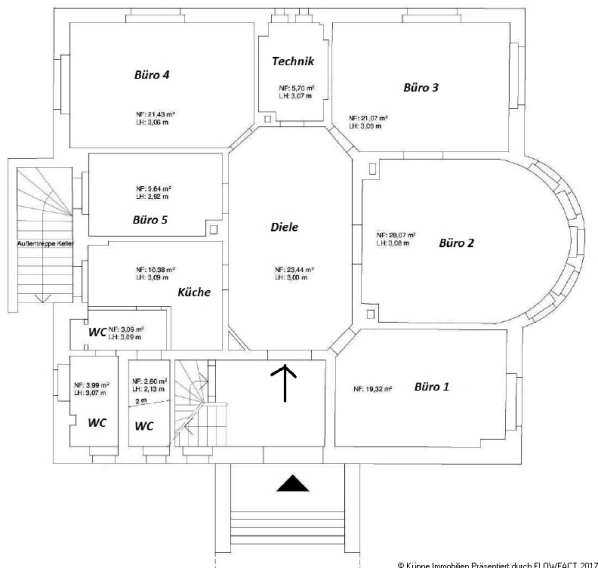 Büro 4
NF: 21,43 m²
LH: 3,06 m
Technik
NF: 5,70 m²
LH: 3,07 m
Büro 3
NF: 21,07 m²
LH: 3,09 m
NF: 9,64 m²
LH: 2,92 m
Büro 5
Außentreppe Keller
Diele
NF: 23,44 m²
LH: 3,00 m
NF: 28,07 m²
LH: 3,08 m
Büro 2
NF: 10,38 m²
LH: 3,09 m
Küche
WC
NF: 3,09 m²
LH: 3,09 m
NF: 3,99 m²
LH: 3,07 m
WC
NF: 2,60 m²
LH: 2,13 m
2 m
WC
NF: 19,32 m²
Büro 1
© Küppe Immobilien Präsentiert durch FLOWFACT 2017